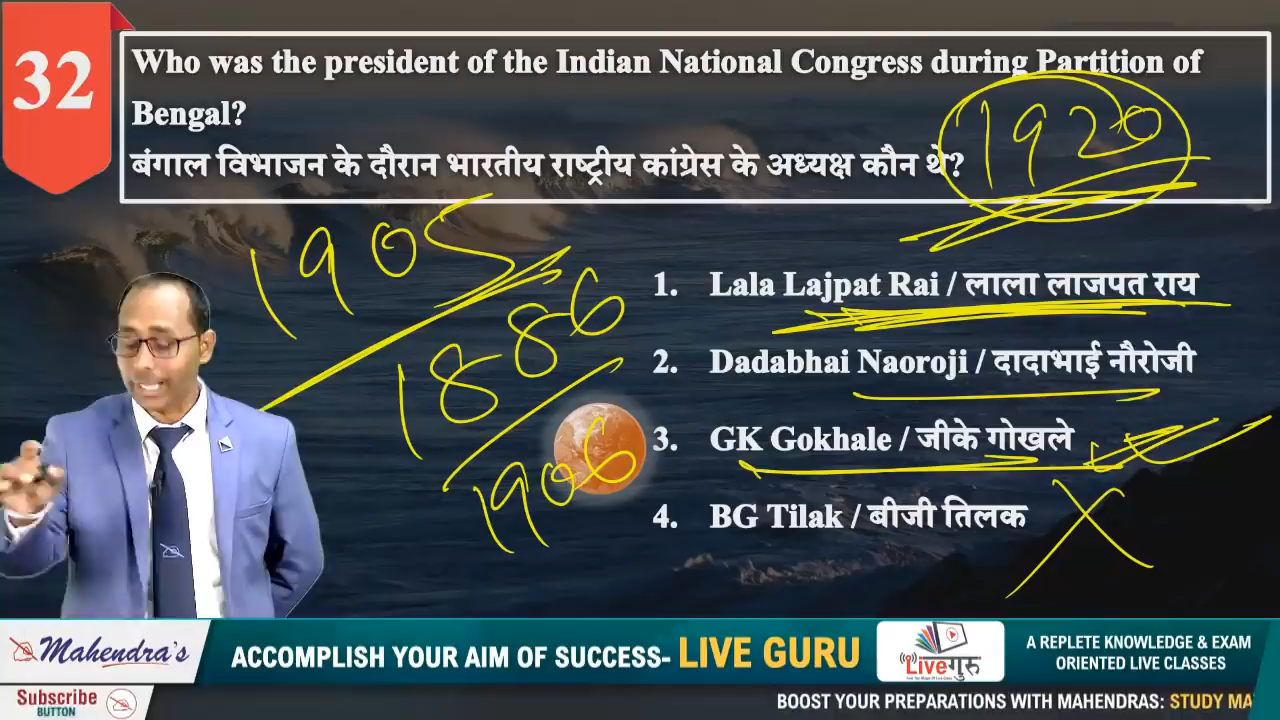 32
Who was the president of the Indian National Congress during Partition of
Bengal?
बंगाल विभाजन के दौरान भारतीय राष्ट्रीय कांग्रेस के अध्यक्ष कौन थे?
1920
1905
1886
1906
1. Lala Lajpat Rai / लाला लाजपत राय
2. Dadabhai Naoroji / दादाभाई नौरोजी
3. GK Gokhale / जीके गोखले
4. BG Tilak / बीजी तिलक
Mahendra's
ACCOMPLISH YOUR AIM OF SUCCESS- LIVE GURU
Liveगुरु
A REPLETE KNOWLEDGE & EXAM
ORIENTED LIVE CLASSES
Subscribe
BUTTON
BOOST YOUR PREPARATIONS WITH MAHENDRAS: STUDY MA